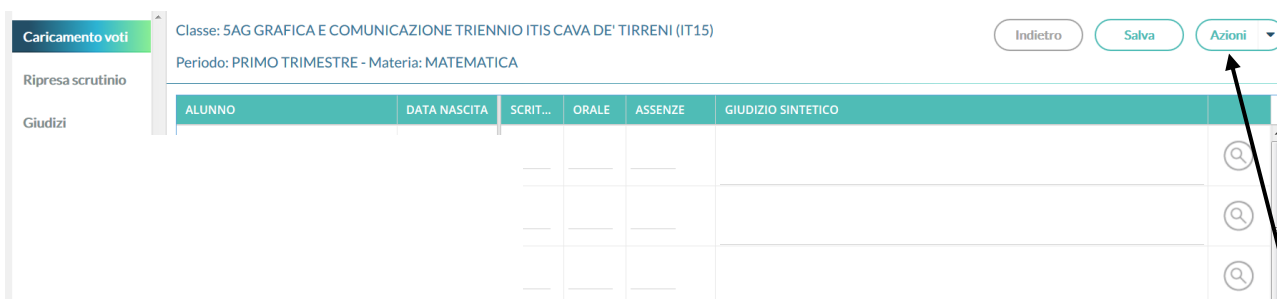 Caricamento voti
Ripresa scrutinio
Giudizi
Classe: 5AG GRAFICA E COMUNICAZIONE TRIENNIO ITIS CAVA DE' TIRRENI (IT15)
Periodo: PRIMO TRIMESTRE - Materia: MATEMATICA
Indietro Salva Azioni
ALUNNO DATA NASCITA SCRIT... ORALE ASSENZE GIUDIZIO SINTETICO